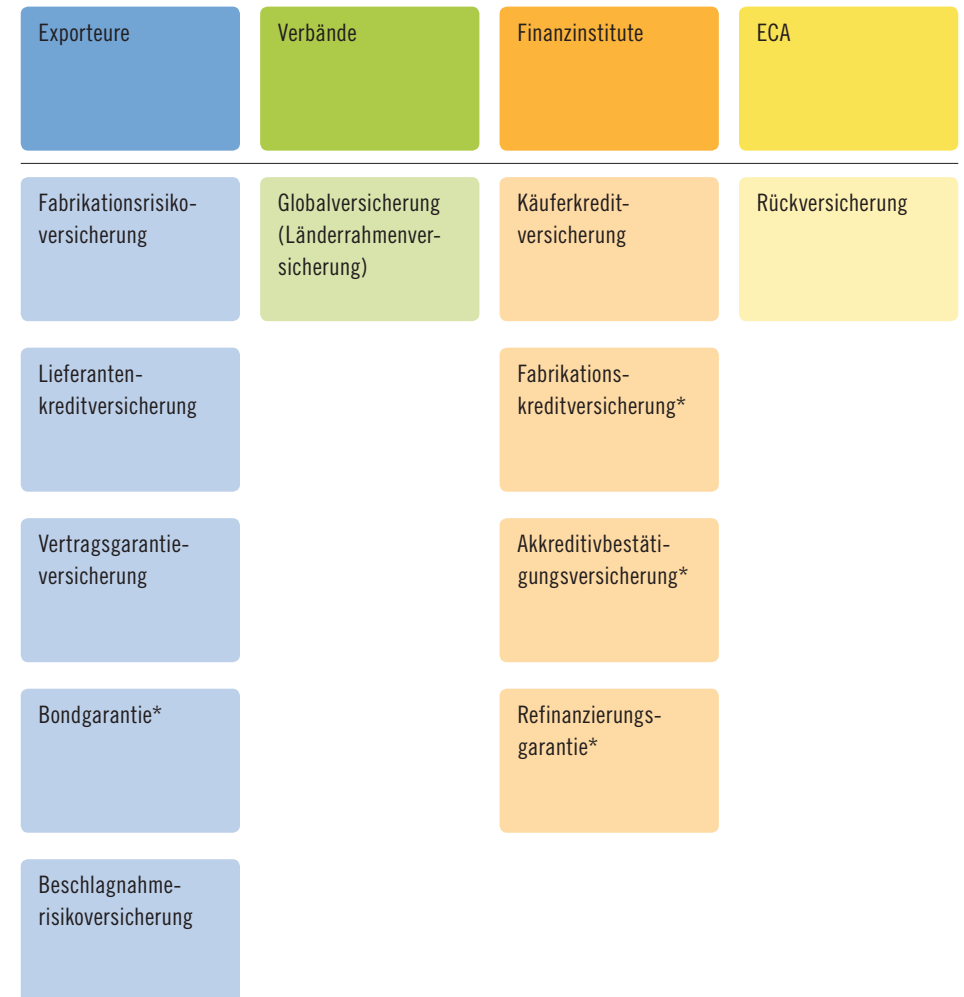 Exporteure
Verbände
Finanzinstitute
ECA
Fabrikationsrisiko-
versicherung
Globalversicherung
(Länderrahmenver-
sicherung)
Käuferkredit-
versicherung
Rückversicherung
Lieferanten-
kreditversicherung
Fabrikations-
kreditversicherung*
Vertragsgarantie-
versicherung
Akkreditivbestäti-
gungsversicherung*
Bondgarantie*
Refinanzierungs-
garantie*
Beschlagnahme-
risikoversicherung